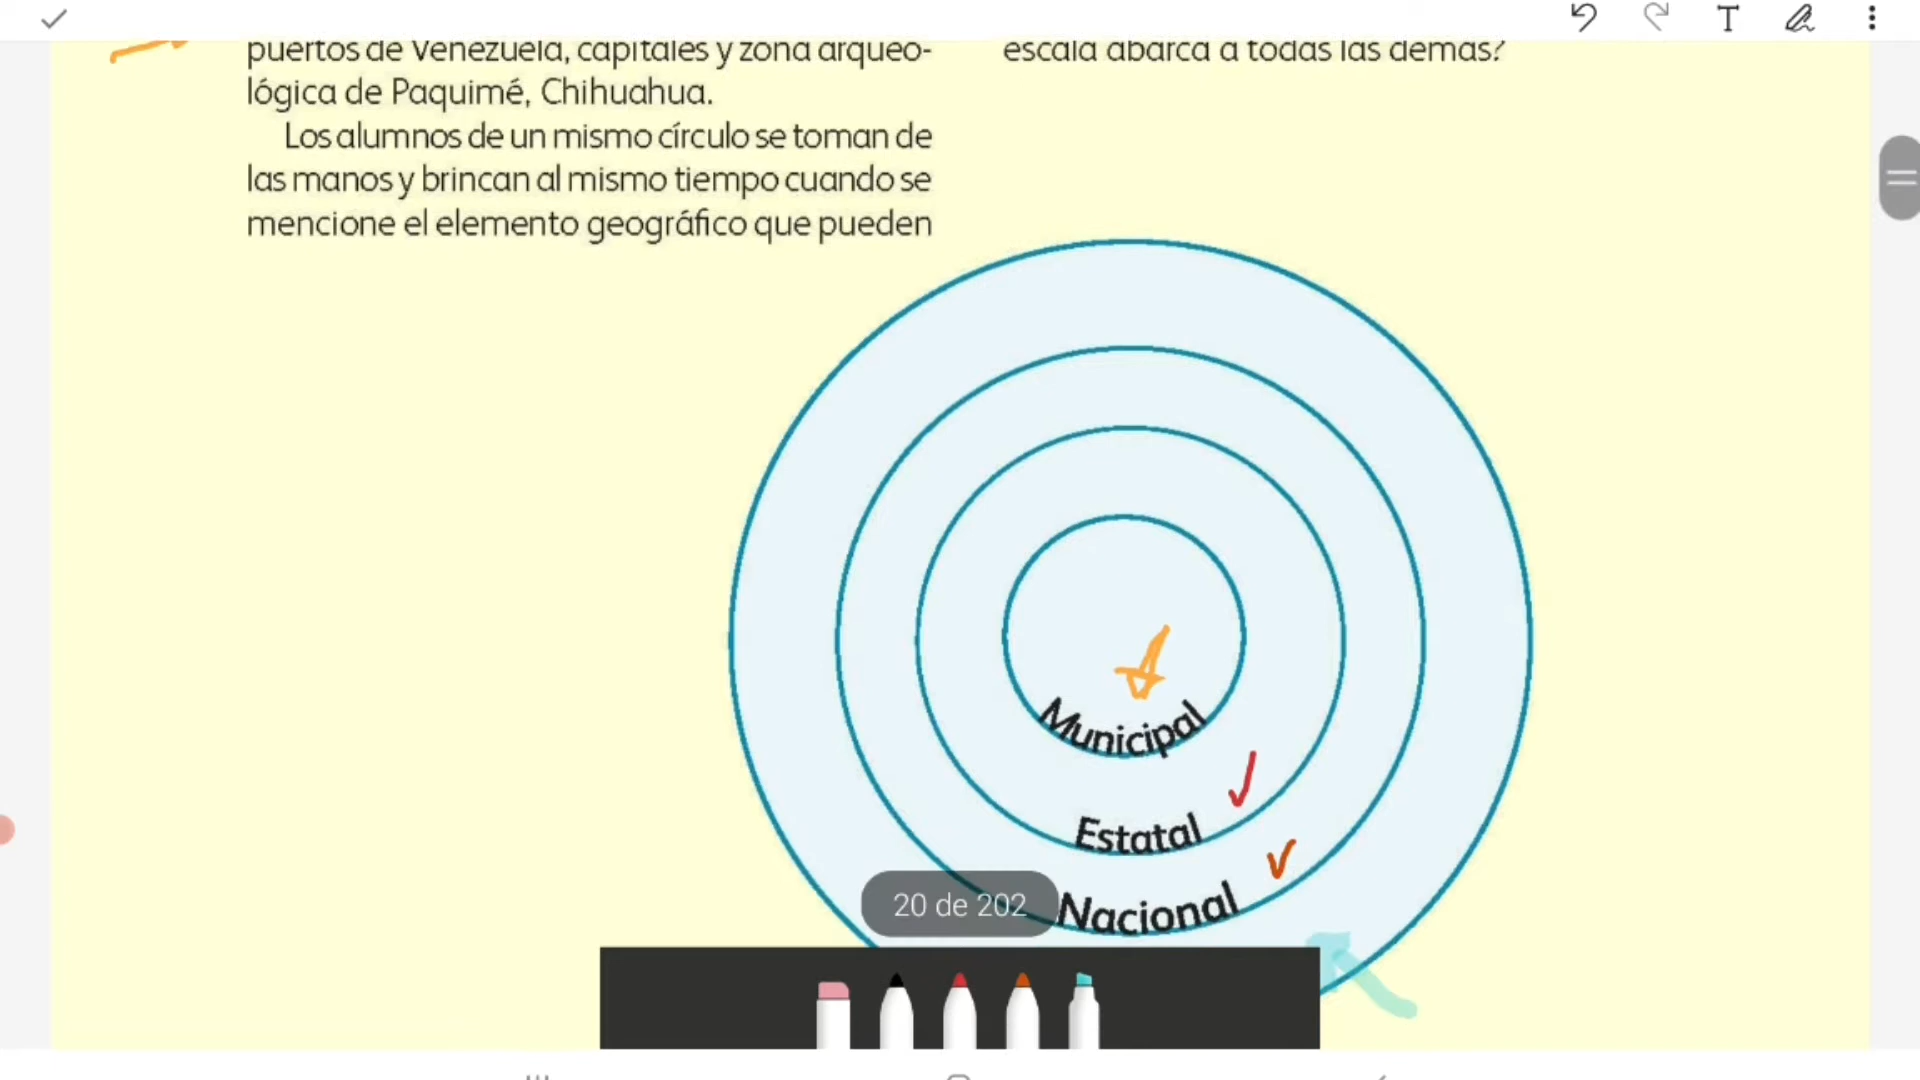 puertos de Venezuela, capitales y zona arqueo-
lógica de Paquimé, Chihuahua.
Los alumnos de un mismo círculo se toman de
las manos y brincan al mismo tiempo cuando se
mencione el elemento geográfico que pueden
escala abarca a todas las demás?
Municipal
Estatal
Nacional
20 de 202
T